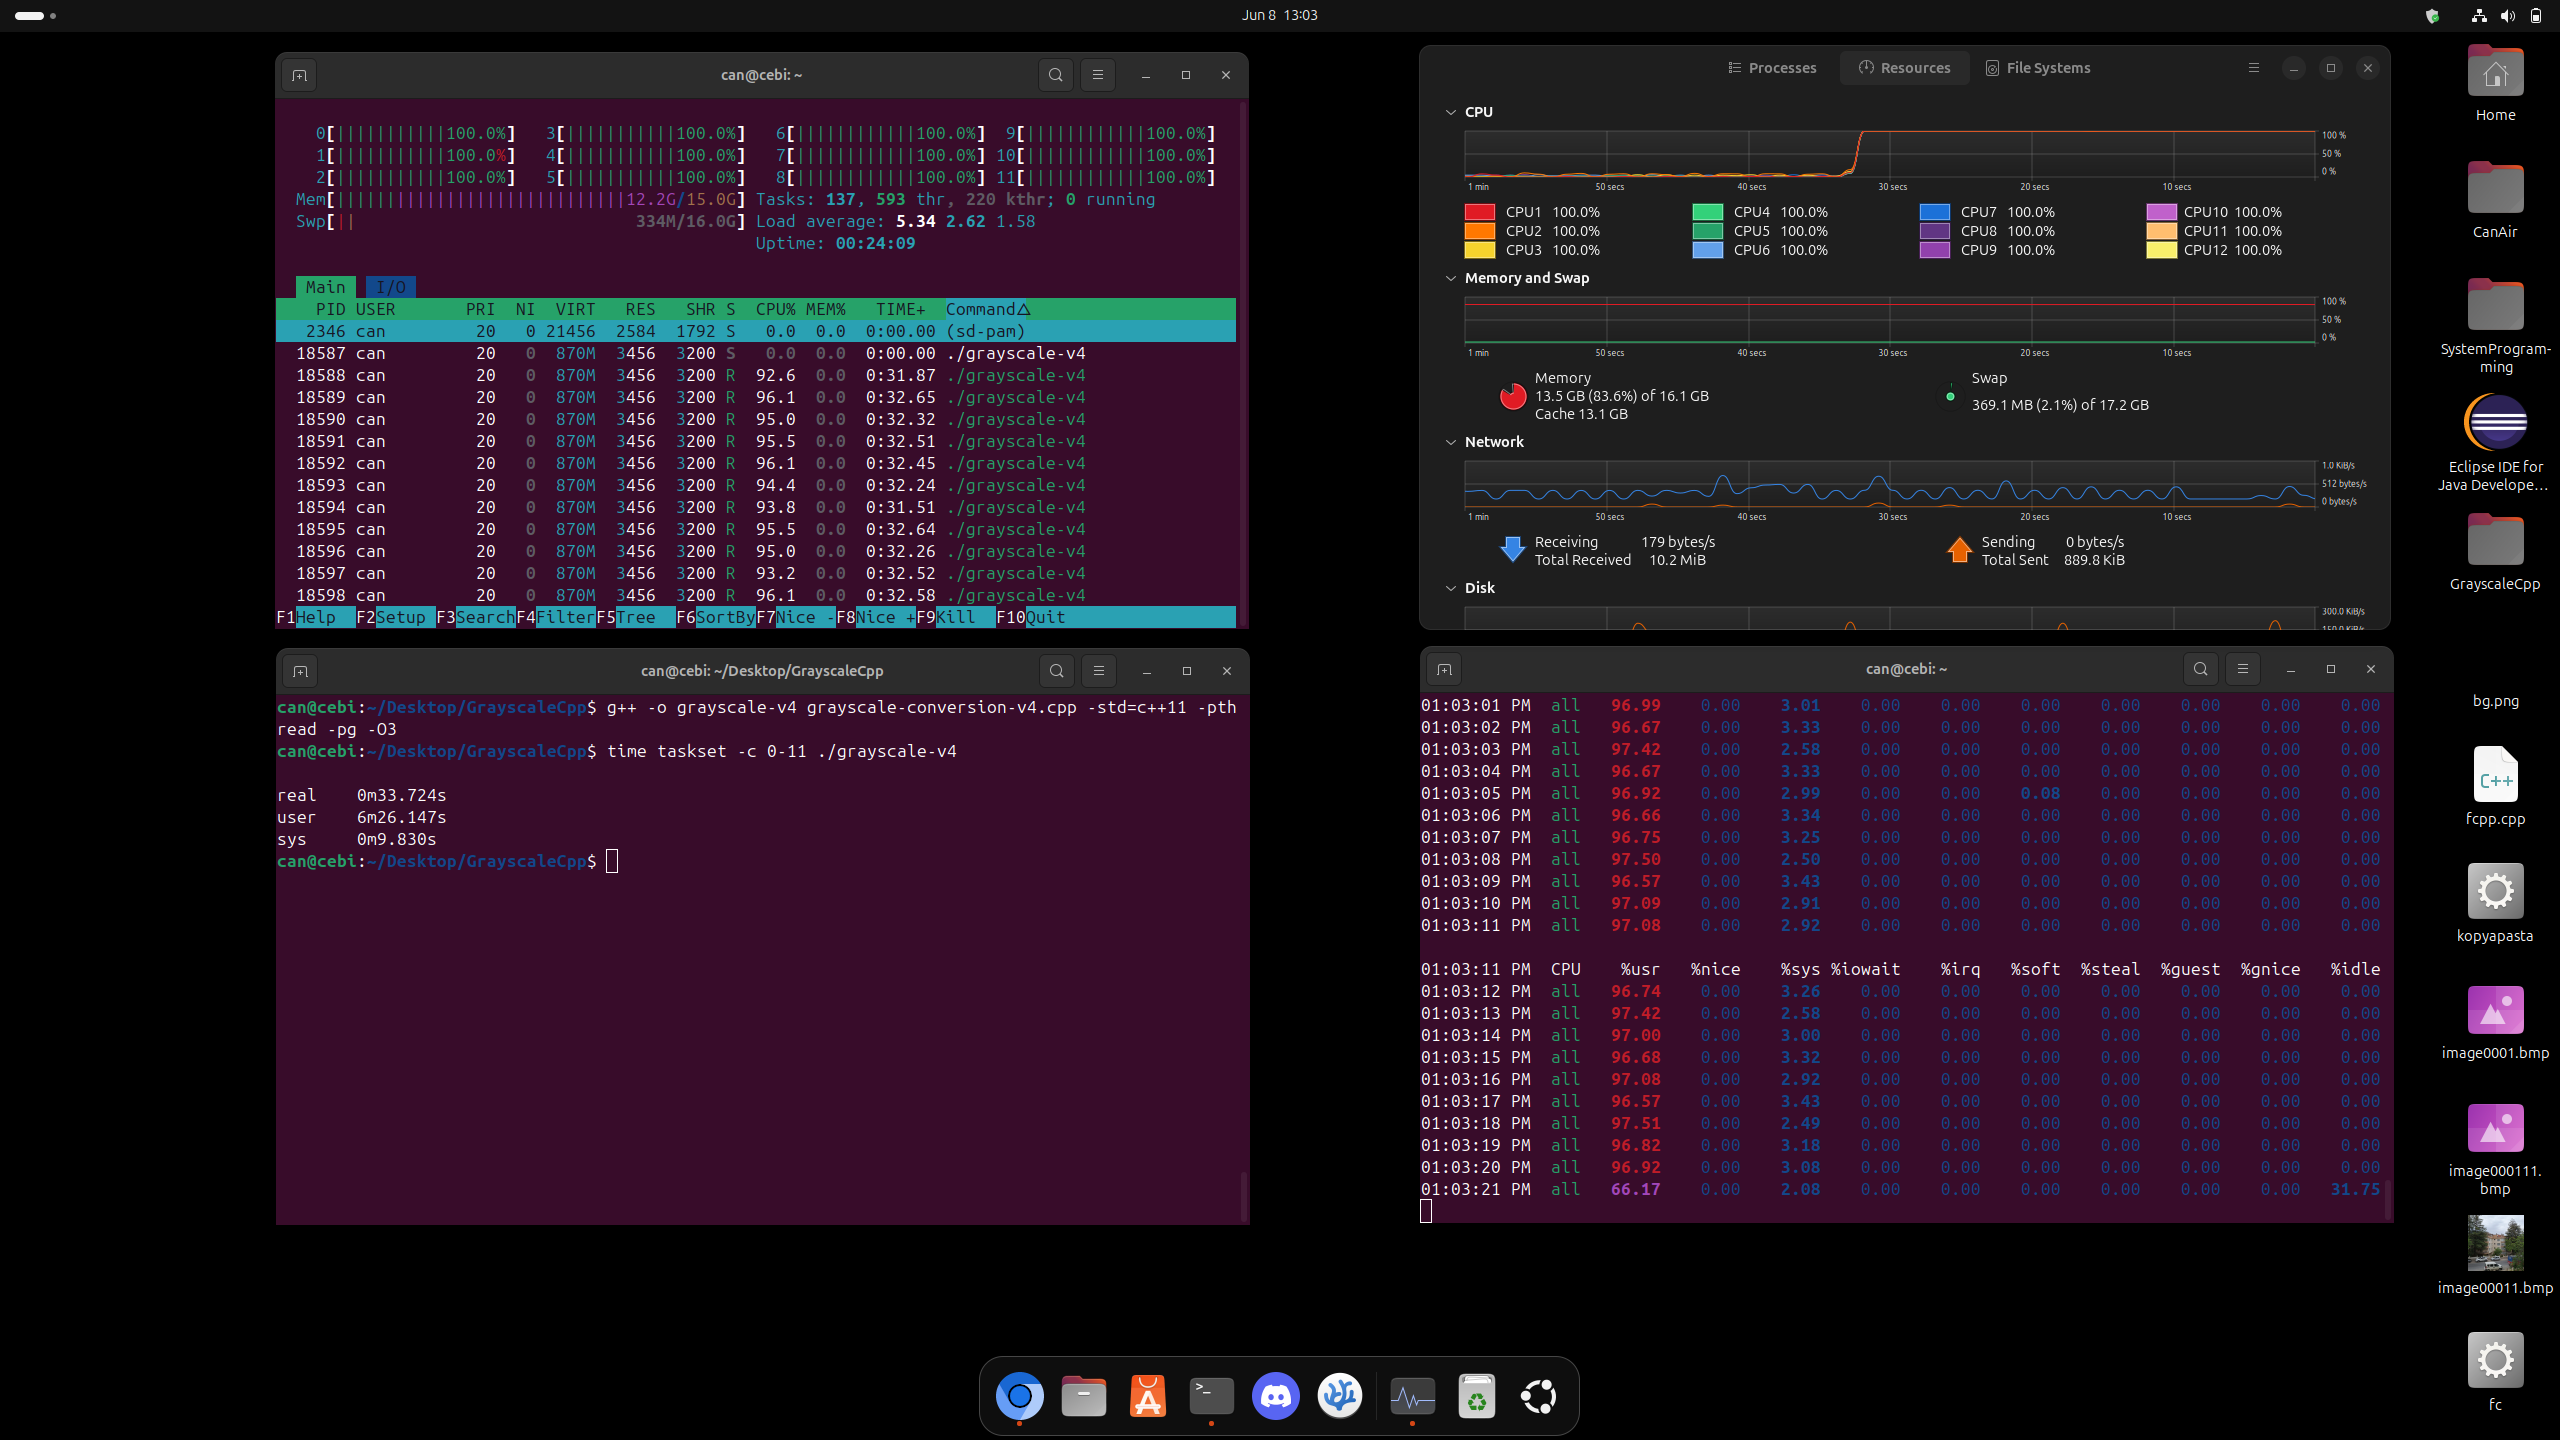 Jun 8 13:03
can@cebi: ~
0[||||||||||||100.0%] 3[||||||||||||100.0%] 6[||||||||||||100.0%] 9[||||||||||||100.0%]
1[||||||||||||100.0%] 4[||||||||||||100.0%] 7[||||||||||||100.0%] 10[||||||||||||100.0%]
2[||||||||||||100.0%] 5[||||||||||||100.0%] 8[||||||||||||100.0%] 11[||||||||||||100.0%]
Mem[|||||||||||||||||||||||||||||12.2G/15.0G] Tasks: 137, 593 thr, 220 kthr; 0 running
Swp[|| 334M/16.0G] Load average: 5.34 2.62 1.58
Uptime: 00:24:09
Main I/O
PID USER PRI NI VIRT RES SHR S CPU% MEM% TIME+ Command△
2346 can 20 0 21456 2584 1792 S 0.0 0.0 0:00.00 (sd-pam)
18587 can 20 0 870M 3456 3200 S 0.0 0.0 0:00.00 ./grayscale-v4
18588 can 20 0 870M 3456 3200 R 92.6 0.0 0:31.87 ./grayscale-v4
18589 can 20 0 870M 3456 3200 R 96.1 0.0 0:32.65 ./grayscale-v4
18590 can 20 0 870M 3456 3200 R 95.0 0.0 0:32.32 ./grayscale-v4
18591 can 20 0 870M 3456 3200 R 95.5 0.0 0:32.51 ./grayscale-v4
18592 can 20 0 870M 3456 3200 R 96.1 0.0 0:32.45 ./grayscale-v4
18593 can 20 0 870M 3456 3200 R 94.4 0.0 0:32.24 ./grayscale-v4
18594 can 20 0 870M 3456 3200 R 93.8 0.0 0:31.51 ./grayscale-v4
18595 can 20 0 870M 3456 3200 R 95.5 0.0 0:32.64 ./grayscale-v4
18596 can 20 0 870M 3456 3200 R 95.0 0.0 0:32.26 ./grayscale-v4
18597 can 20 0 870M 3456 3200 R 93.2 0.0 0:32.52 ./grayscale-v4
18598 can 20 0 870M 3456 3200 R 96.1 0.0 0:32.58 ./grayscale-v4
F1Help F2Setup F3SearchF4FilterF5Tree F6SortByF7Nice -F8Nice +F9Kill F10Quit
Processes Resources File Systems
CPU
100 %
50 %
0 %
1 min 50 secs 40 secs 30 secs 20 secs 10 secs
CPU1 100.0% CPU4 100.0% CPU7 100.0% CPU10 100.0%
CPU2 100.0% CPU5 100.0% CPU8 100.0% CPU11 100.0%
CPU3 100.0% CPU6 100.0% CPU9 100.0% CPU12 100.0%
Memory and Swap
100 %
50 %
0 %
1 min 50 secs 40 secs 30 secs 20 secs 10 secs
Memory
13.5 GB (83.6%) of 16.1 GB
Cache 13.1 GB
Swap
369.1 MB (2.1%) of 17.2 GB
Network
1.0 KiB/s
512 bytes/s
0 bytes/s
1 min 50 secs 40 secs 30 secs 20 secs 10 secs
Receiving 179 bytes/s
Total Received 10.2 MiB
Sending 0 bytes/s
Total Sent 889.8 KiB
Disk
300.0 KiB/s
150.0 KiB/s
can@cebi: ~/Desktop/GrayscaleCpp
can@cebi:~/Desktop/GrayscaleCpp$ g++ -o grayscale-v4 grayscale-conversion-v4.cpp -std=c++11 -pth
read -pg -O3
can@cebi:~/Desktop/GrayscaleCpp$ time taskset -c 0-11 ./grayscale-v4
real 0m33.724s
user 6m26.147s
sys 0m9.830s
can@cebi:~/Desktop/GrayscaleCpp$
can@cebi: ~
01:03:01 PM all 96.99 0.00 3.01 0.00 0.00 0.00 0.00 0.00 0.00 0.00
01:03:02 PM all 96.67 0.00 3.33 0.00 0.00 0.00 0.00 0.00 0.00 0.00
01:03:03 PM all 97.42 0.00 2.58 0.00 0.00 0.00 0.00 0.00 0.00 0.00
01:03:04 PM all 96.67 0.00 3.33 0.00 0.00 0.00 0.00 0.00 0.00 0.00
01:03:05 PM all 96.92 0.00 2.99 0.00 0.00 0.08 0.00 0.00 0.00 0.00
01:03:06 PM all 96.66 0.00 3.34 0.00 0.00 0.00 0.00 0.00 0.00 0.00
01:03:07 PM all 96.75 0.00 3.25 0.00 0.00 0.00 0.00 0.00 0.00 0.00
01:03:08 PM all 97.50 0.00 2.50 0.00 0.00 0.00 0.00 0.00 0.00 0.00
01:03:09 PM all 96.57 0.00 3.43 0.00 0.00 0.00 0.00 0.00 0.00 0.00
01:03:10 PM all 97.09 0.00 2.91 0.00 0.00 0.00 0.00 0.00 0.00 0.00
01:03:11 PM all 97.08 0.00 2.92 0.00 0.00 0.00 0.00 0.00 0.00 0.00
01:03:11 PM CPU %usr %nice %sys %iowait %irq %soft %steal %guest %gnice %idle
01:03:12 PM all 96.74 0.00 3.26 0.00 0.00 0.00 0.00 0.00 0.00 0.00
01:03:13 PM all 97.42 0.00 2.58 0.00 0.00 0.00 0.00 0.00 0.00 0.00
01:03:14 PM all 97.00 0.00 3.00 0.00 0.00 0.00 0.00 0.00 0.00 0.00
01:03:15 PM all 96.68 0.00 3.32 0.00 0.00 0.00 0.00 0.00 0.00 0.00
01:03:16 PM all 97.08 0.00 2.92 0.00 0.00 0.00 0.00 0.00 0.00 0.00
01:03:17 PM all 96.57 0.00 3.43 0.00 0.00 0.00 0.00 0.00 0.00 0.00
01:03:18 PM all 97.51 0.00 2.49 0.00 0.00 0.00 0.00 0.00 0.00 0.00
01:03:19 PM all 96.82 0.00 3.18 0.00 0.00 0.00 0.00 0.00 0.00 0.00
01:03:20 PM all 96.92 0.00 3.08 0.00 0.00 0.00 0.00 0.00 0.00 0.00
01:03:21 PM all 66.17 0.00 2.08 0.00 0.00 0.00 0.00 0.00 0.00 31.75
Home
CanAir
SystemProgram-
ming
Eclipse IDE for
Java Develope...
GrayscaleCpp
bg.png
C++
fcpp.cpp
kopyapasta
image0001.bmp
image000111.
bmp
image00011.bmp
fc